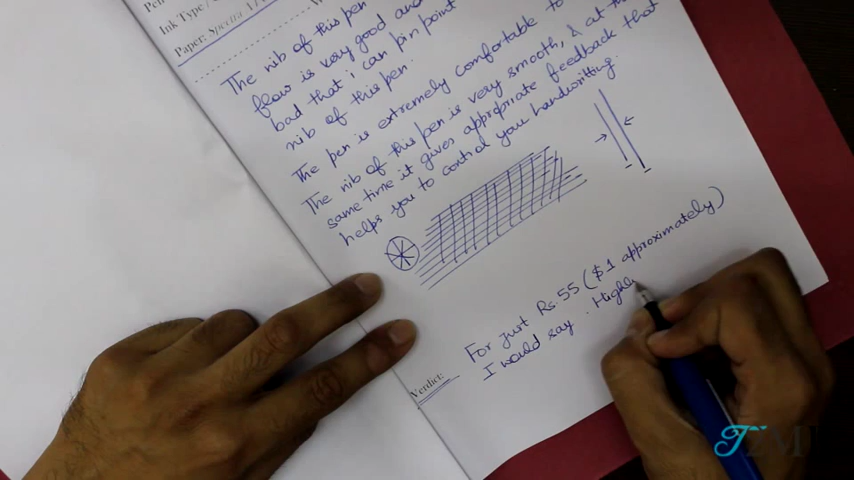 Pen
Ink Type /
Paper: Spectra
The nib of this pen
flow is very good and
bad that i can pin point
nib of this pen.
The pen is extremely comfortable to
The nib of this pen is very smooth, & at the
same time it gives appropriate feedback that
helps you to control your handwritting.
Verdict:
For just Rs.55 ($1 approximately)
I would say. Highly